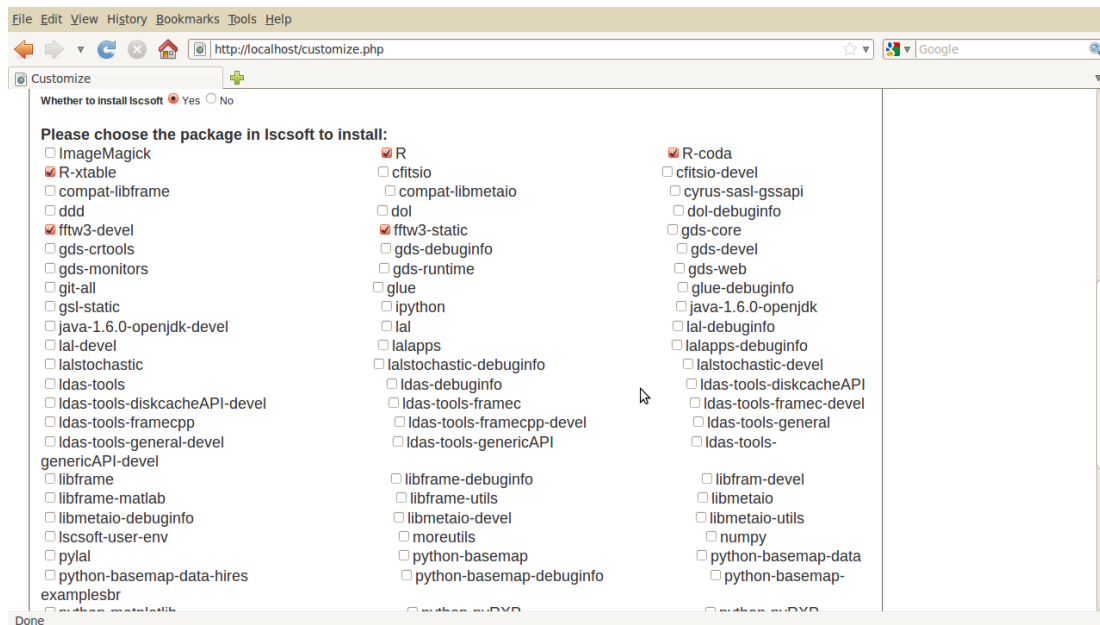 File Edit View History Bookmarks Tools Help
http://localhost/customize.php Google
Customize
Whether to install lscsoft Yes No
Please choose the package in lscsoft to install:
ImageMagick R R-coda
R-xtable cfitsio cfitsio-devel
compat-libframe compat-libmetaio cyrus-sasl-gssapi
ddd dol dol-debuginfo
fftw3-devel fftw3-static gds-core
gds-crtools gds-debuginfo gds-devel
gds-monitors gds-runtime gds-web
git-all glue glue-debuginfo
gsl-static ipython java-1.6.0-openjdk
java-1.6.0-openjdk-devel lal lal-debuginfo
lal-devel lalapps lalapps-debuginfo
lalstochastic lalstochastic-debuginfo lalstochastic-devel
ldas-tools ldas-debuginfo ldas-tools-diskcacheAPI
ldas-tools-diskcacheAPI-devel ldas-tools-framec ldas-tools-framec-devel
ldas-tools-framecpp ldas-tools-framecpp-devel ldas-tools-general
ldas-tools-general-devel ldas-tools-genericAPI ldas-tools-
genericAPI-devel
libframe libframe-debuginfo libfram-devel
libframe-matlab libframe-utils libmetaio
libmetaio-debuginfo libmetaio-devel libmetaio-utils
lscsoft-user-env moreutils numpy
pylal python-basemap python-basemap-data
python-basemap-data-hires python-basemap-debuginfo python-basemap-
examplesbr
python-matplotlib python-pyRXP python-pyRXP
Done